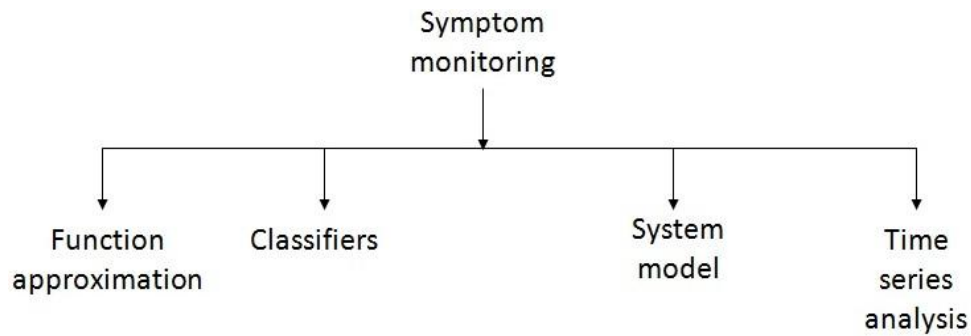 Symptom
monitoring
Function
approximation
Classifiers
System
model
Time
series
analysis